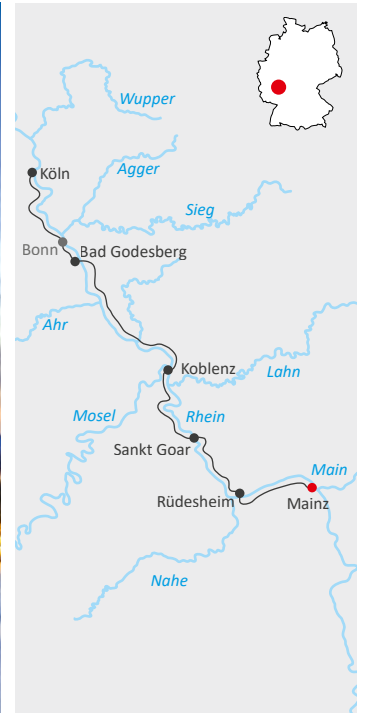 Wupper
Köln
Agger
Sieg
Bonn
Bad Godesberg
Ahr
Koblenz
Lahn
Mosel
Rhein
Sankt Goar
Main
Rüdesheim
Mainz
Nahe